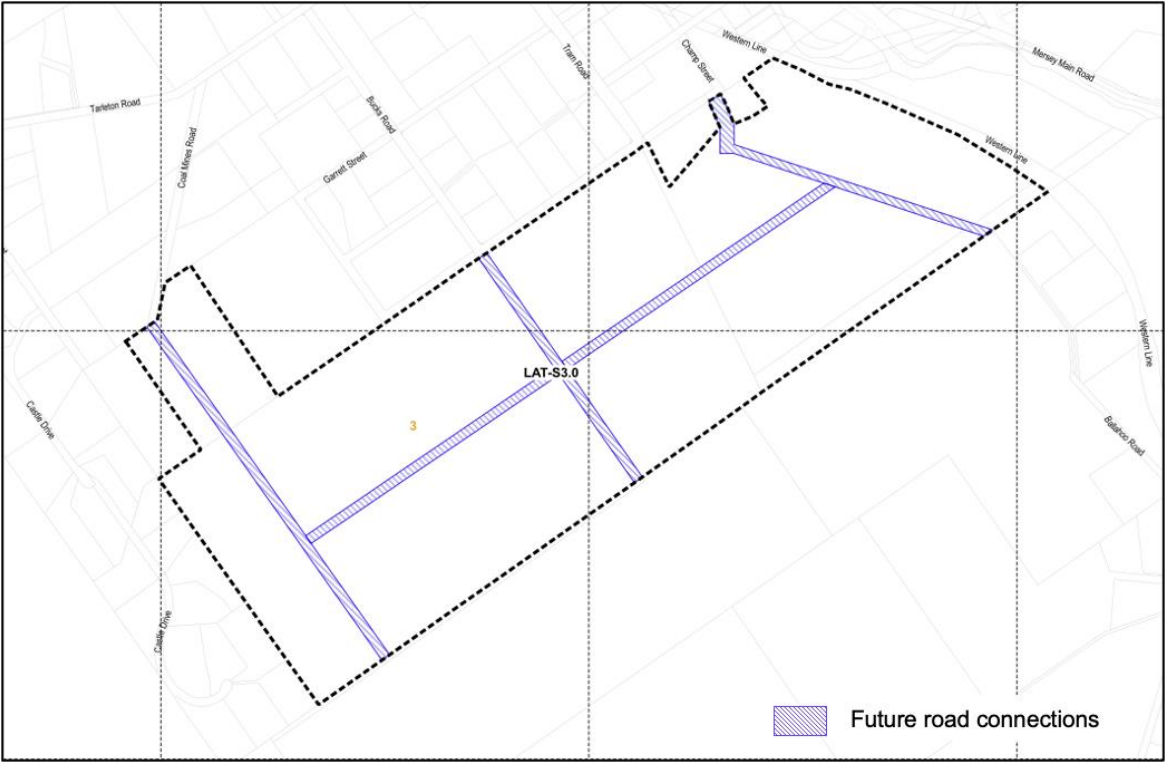 Western Line
Champ Street
Tram Road
Mersey Main Road
Tarleton Road
Bucks Road
Coal Mines Road
Garrett Street
Western Line
Western Line
LAT-S3.0
3
Castle Drive
Ballahoo Road
Castle Drive
Future road connections